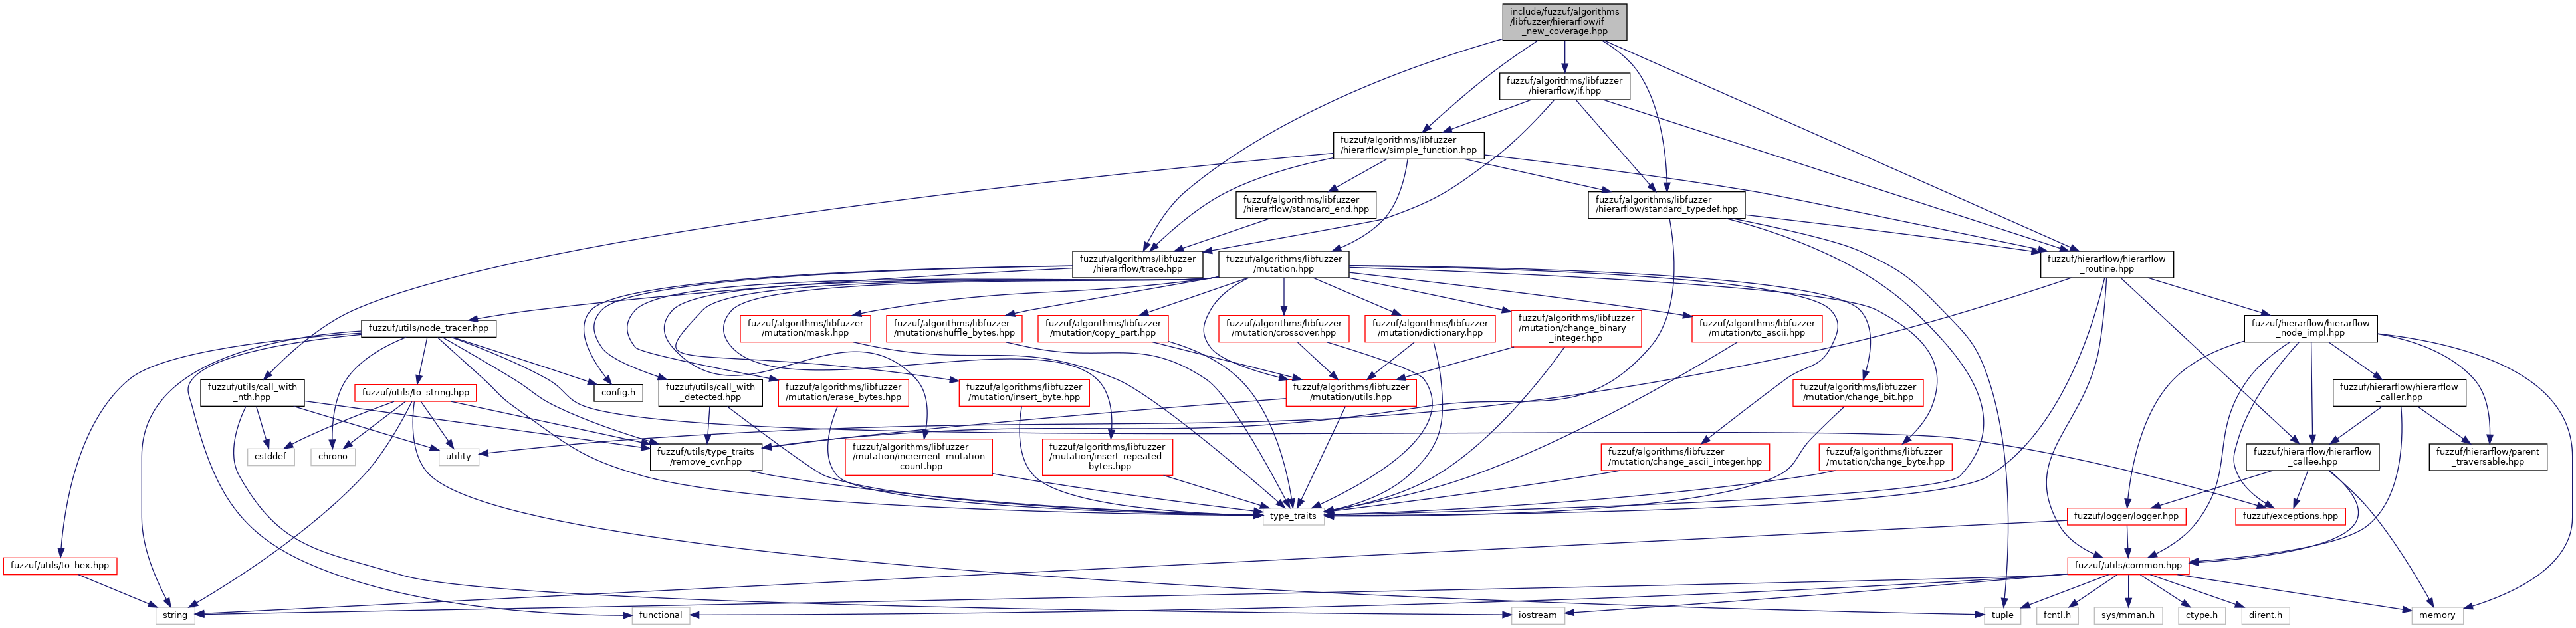 include/fuzzuf/algorithms
/libfuzzer/hierarflow/if
_new_coverage.hpp
fuzzuf/algorithms/libfuzzer
/hierarflow/if.hpp
fuzzuf/algorithms/libfuzzer
/hierarflow/simple_function.hpp
fuzzuf/algorithms/libfuzzer
/hierarflow/standard_end.hpp
fuzzuf/algorithms/libfuzzer
/hierarflow/standard_typedef.hpp
fuzzuf/algorithms/libfuzzer
/hierarflow/trace.hpp
fuzzuf/algorithms/libfuzzer
/mutation.hpp
fuzzuf/hierarflow/hierarflow
_routine.hpp
fuzzuf/utils/node_tracer.hpp
fuzzuf/algorithms/libfuzzer
/mutation/mask.hpp
fuzzuf/algorithms/libfuzzer
/mutation/shuffle_bytes.hpp
fuzzuf/algorithms/libfuzzer
/mutation/copy_part.hpp
fuzzuf/algorithms/libfuzzer
/mutation/crossover.hpp
fuzzuf/algorithms/libfuzzer
/mutation/dictionary.hpp
fuzzuf/algorithms/libfuzzer
/mutation/change_binary
_integer.hpp
fuzzuf/algorithms/libfuzzer
/mutation/to_ascii.hpp
fuzzuf/hierarflow/hierarflow
_node_impl.hpp
fuzzuf/utils/call_with
_nth.hpp
fuzzuf/utils/to_string.hpp
config.h
fuzzuf/utils/call_with
_detected.hpp
fuzzuf/algorithms/libfuzzer
/mutation/erase_bytes.hpp
fuzzuf/algorithms/libfuzzer
/mutation/insert_byte.hpp
fuzzuf/algorithms/libfuzzer
/mutation/utils.hpp
fuzzuf/algorithms/libfuzzer
/mutation/change_bit.hpp
fuzzuf/hierarflow/hierarflow
_caller.hpp
cstddef
chrono
utility
fuzzuf/utils/type_traits
/remove_cvr.hpp
fuzzuf/algorithms/libfuzzer
/mutation/increment_mutation
_count.hpp
fuzzuf/algorithms/libfuzzer
/mutation/insert_repeated
_bytes.hpp
fuzzuf/algorithms/libfuzzer
/mutation/change_ascii_integer.hpp
fuzzuf/algorithms/libfuzzer
/mutation/change_byte.hpp
fuzzuf/hierarflow/hierarflow
_callee.hpp
fuzzuf/hierarflow/parent
_traversable.hpp
type_traits
fuzzuf/logger/logger.hpp
fuzzuf/exceptions.hpp
fuzzuf/utils/to_hex.hpp
fuzzuf/utils/common.hpp
string
functional
iostream
tuple
fcntl.h
sys/mman.h
ctype.h
dirent.h
memory